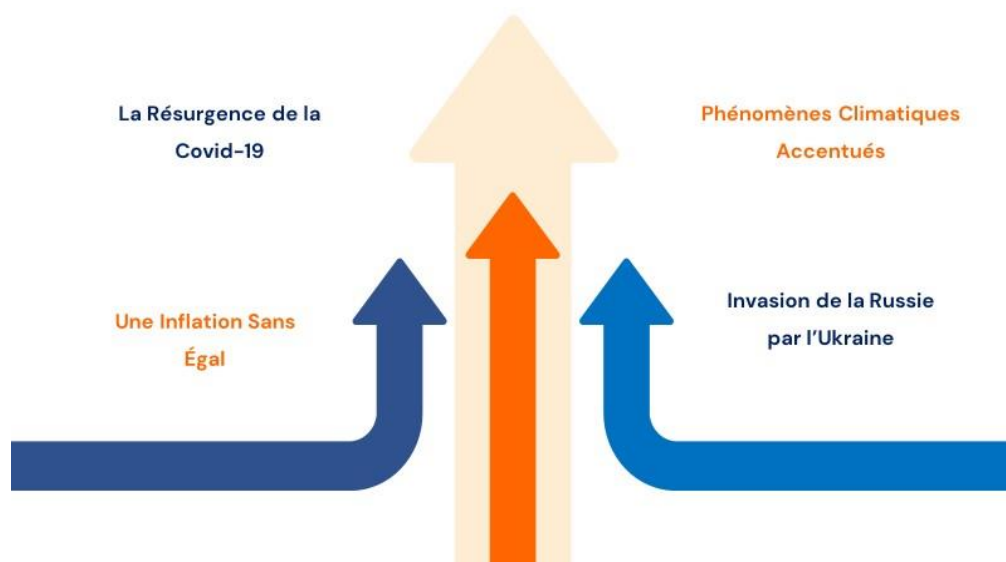 La Résurgence de la
Covid-19
Phénomènes Climatiques
Accentués
Une Inflation Sans
Égal
Invasion de la Russie
par l’Ukraine